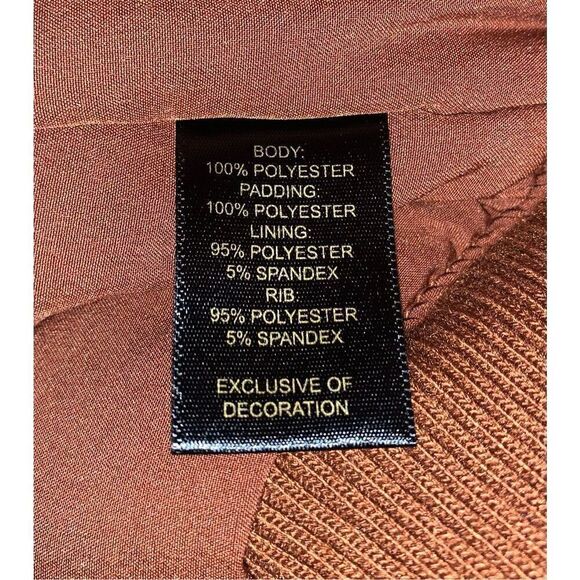 BODY:
100% POLYESTER
PADDING:
100% POLYESTER
LINING:
95% POLYESTER
5% SPANDEX
RIB:
95% POLYESTER
5% SPANDEX
EXCLUSIVE OF
DECORATION